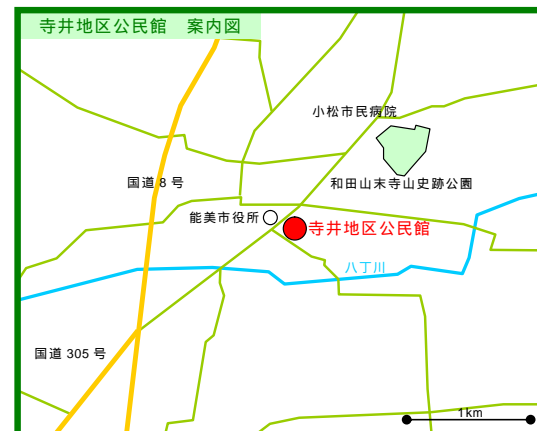 寺井地区公民館　案内図
小松市民病院
国道 8 号
和田山末寺山史跡公園
能美市役所
寺井地区公民館
八丁川
国道 305 号
1km